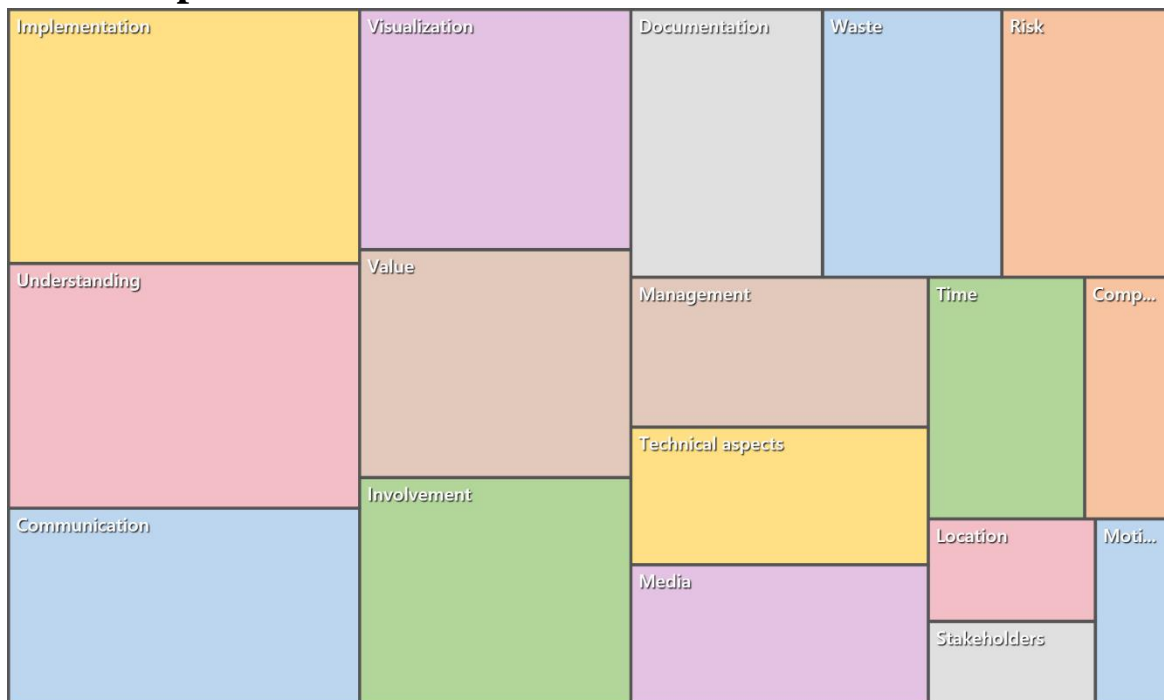 Implementation
Visualization
Documentation
Waste
Risk
Understanding
Value
Management
Time
Comp...
Technical aspects
Involvement
Communication
Location
Moti...
Media
Stakeholders